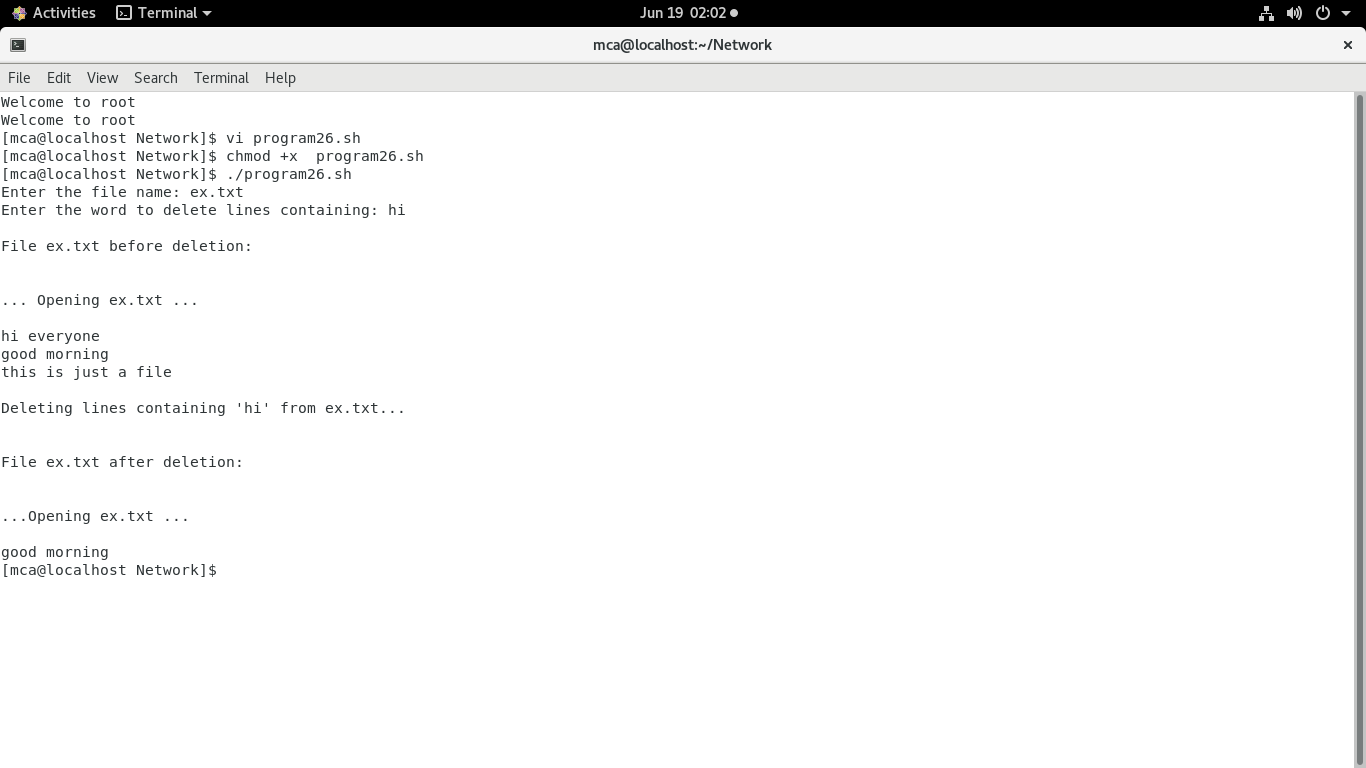 Activities Terminal Jun 19 02:02
mca@localhost:~/Network
File Edit View Search Terminal Help
Welcome to root
Welcome to root
[mca@localhost Network]$ vi program26.sh
[mca@localhost Network]$ chmod +x  program26.sh
[mca@localhost Network]$ ./program26.sh
Enter the file name: ex.txt
Enter the word to delete lines containing: hi
File ex.txt before deletion:
... Opening ex.txt ...
hi everyone
good morning
this is just a file
Deleting lines containing 'hi' from ex.txt...
File ex.txt after deletion:
...Opening ex.txt ...
good morning
[mca@localhost Network]$